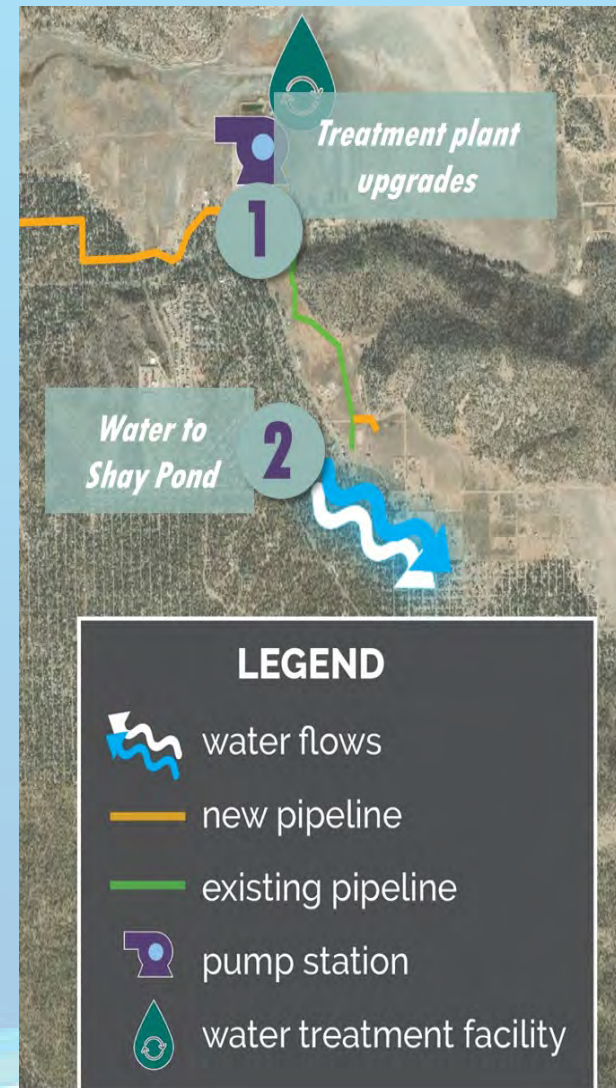 Treatment plant
upgrades
1
Water to
Shay Pond
2
LEGEND
water flows
new pipeline
existing pipeline
pump station
water treatment facility